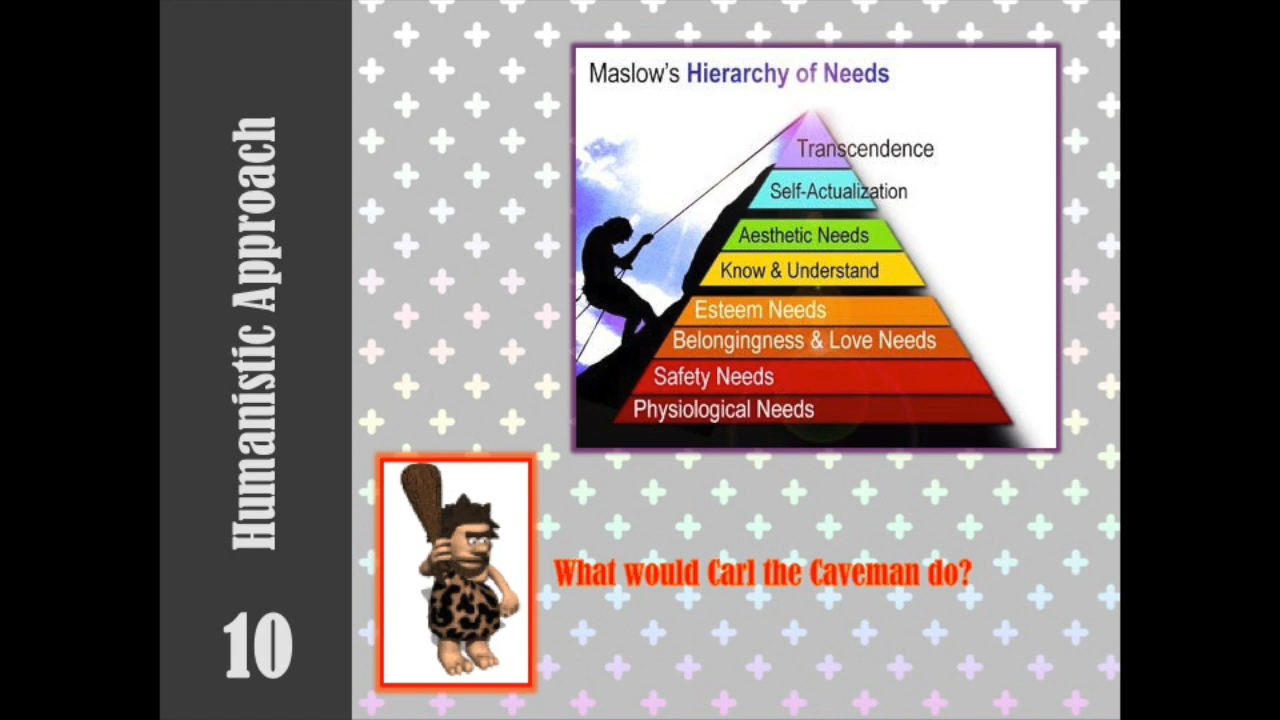 Humanistic Approach
10
Maslow's Hierarchy of Needs
Transcendence
Self-Actualization
Aesthetic Needs
Know & Understand
Esteem Needs
Belongingness & Love Needs
Safety Needs
Physiological Needs
What would Carl the Caveman do?